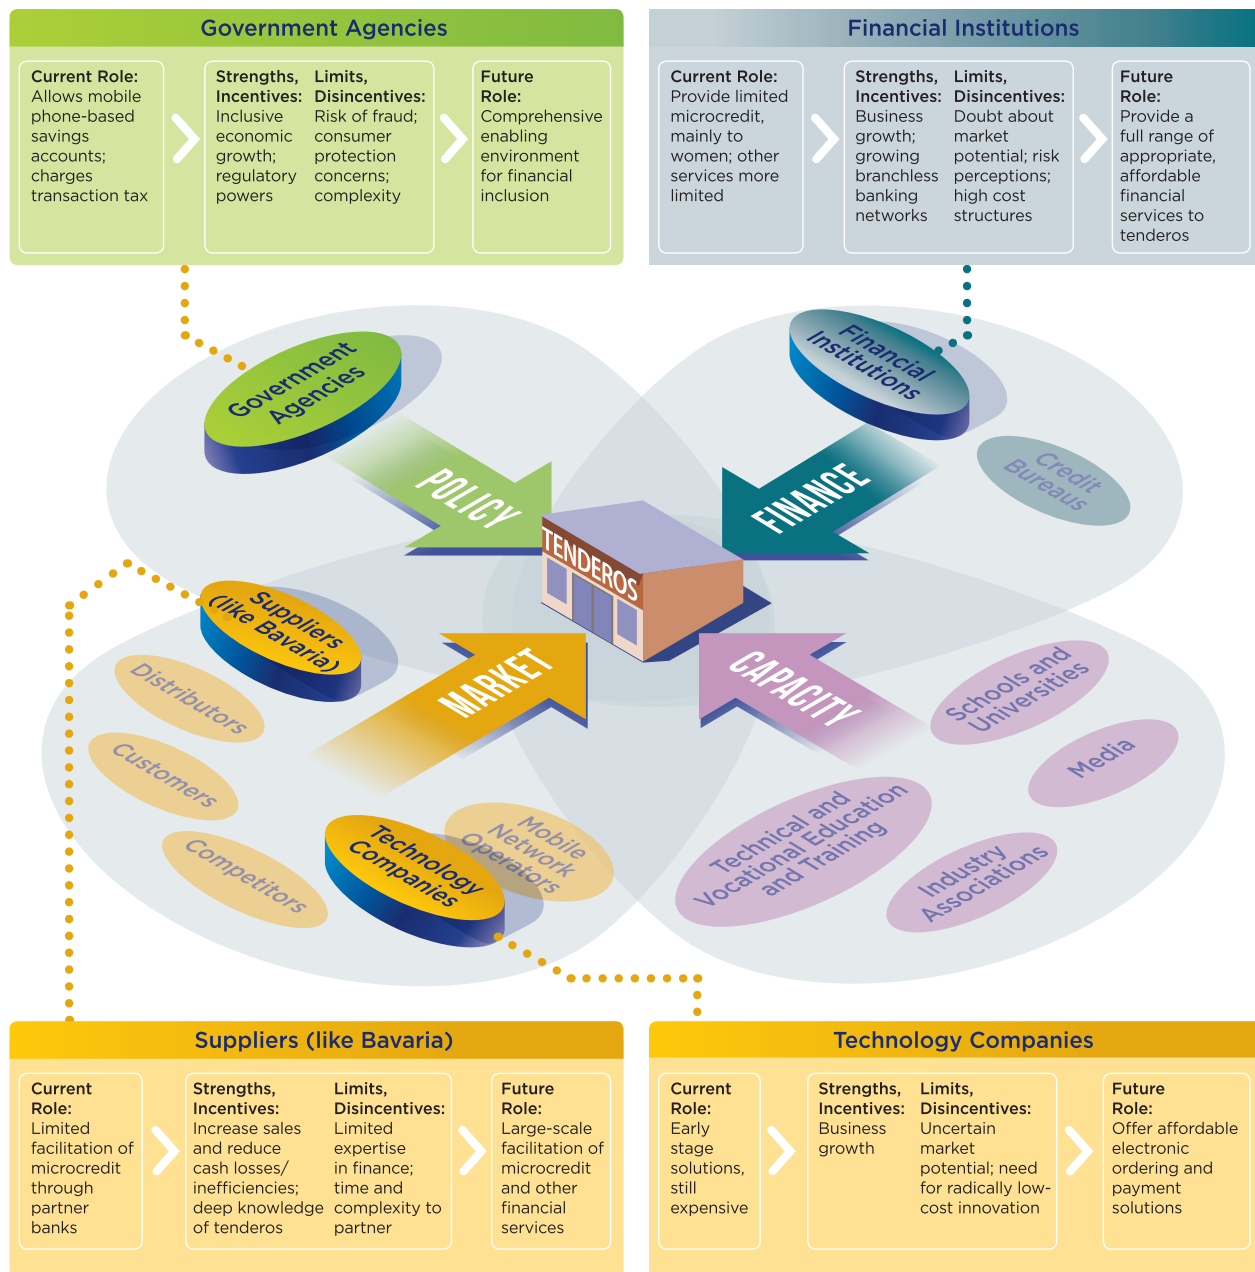 Government Agencies
Current Role:
Allows mobile
phone-based
savings
accounts;
charges
transaction tax
Strengths,
Incentives:
Inclusive
economic
growth;
regulatory
powers
Limits,
Disincentives:
Risk of fraud;
consumer
protection
concerns;
complexity
Future
Role:
Comprehensive
enabling
environment
for financial
inclusion
Financial Institutions
Current Role:
Provide limited
microcredit,
mainly to
women; other
services more
limited
Strengths,
Incentives:
Business
growth;
growing
branchless
banking
networks
Limits,
Disincentives:
Doubt about
market
potential; risk
perceptions;
high cost
structures
Future
Role:
Provide a
full range of
appropriate,
affordable
financial
services to
tenderos
Government
Agencies
Financial
Institutions
Credit
Bureaus
POLICY
FINANCE
TENDEROS
Suppliers
(like Bavaria)
MARKET
CAPACITY
Distributors
Customers
Competitors
Technology
Companies
Mobile
Network
Operators
Schools and
Universities
Media
Technical and
Vocational Education
and Training
Industry
Associations
Suppliers (like Bavaria)
Current
Role:
Limited
facilitation of
microcredit
through
partner
banks
Strengths,
Incentives:
Increase sales
and reduce
cash losses/
inefficiencies;
deep knowledge
of tenderos
Limits,
Disincentives:
Limited
expertise
in finance;
time and
complexity to
partner
Future
Role:
Large-scale
facilitation of
microcredit
and other
financial
services
Technology Companies
Current
Role:
Early
stage
solutions,
still
expensive
Strengths,
Incentives:
Business
growth
Limits,
Disincentives:
Uncertain
market
potential; need
for radically low-
cost innovation
Future
Role:
Offer affordable
electronic
ordering and
payment
solutions